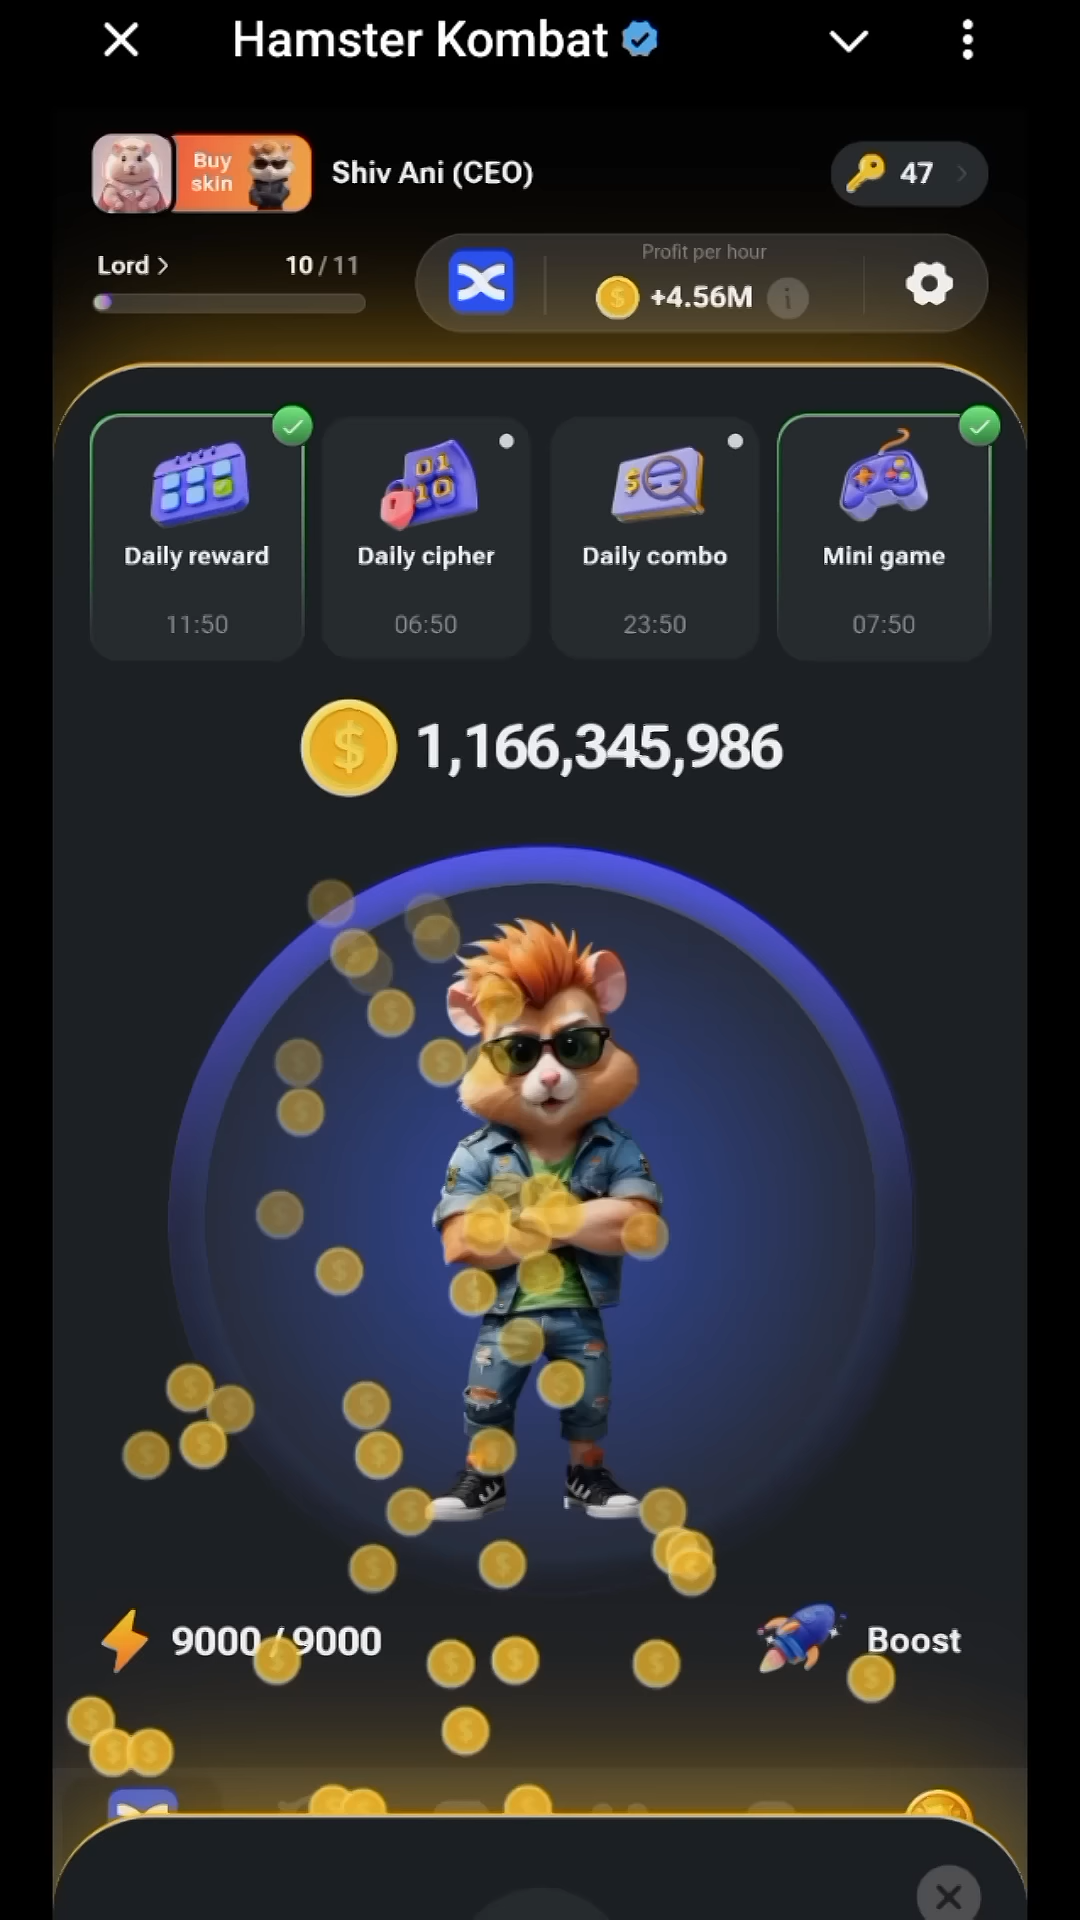 Hamster Kombat
Buy
skin
Shiv Ani (CEO)
47
Lord
10 / 11
Profit per hour
+4.56M
Daily reward
11:50
Daily cipher
06:50
Daily combo
23:50
Mini game
07:50
1,166,345,986
9000 / 9000
Boost